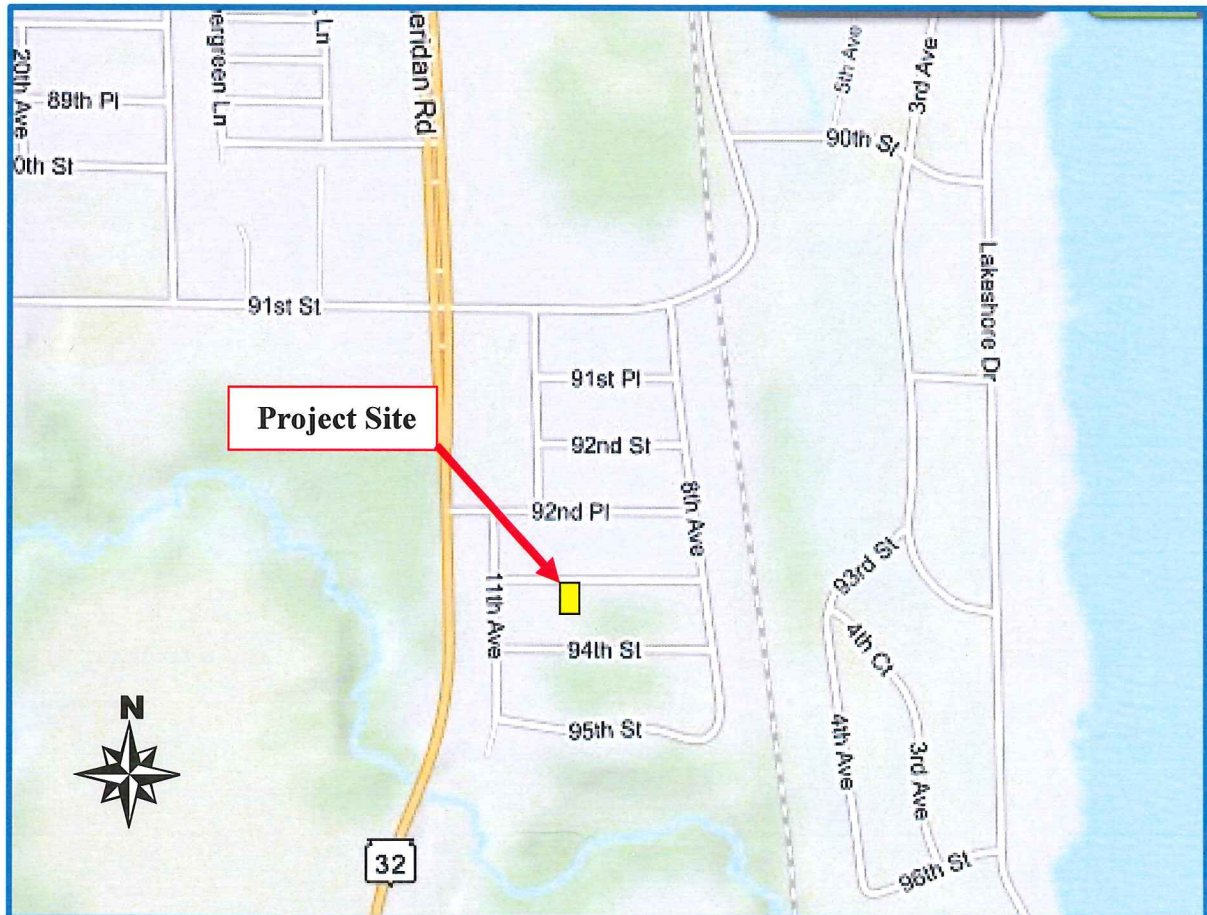 Ln
eridan Rd
5th Ave
3rd Ave
ergreen Ln
20th Ave
89th Pl
0th St
90th St
Lakeshore Dr
91st St
91st Pl
Project Site
92nd St
92nd Pl
8th Ave
93rd St
11th Ave
4th Ct
94th St
95th St
4th Ave
3rd Ave
N
32
96th St